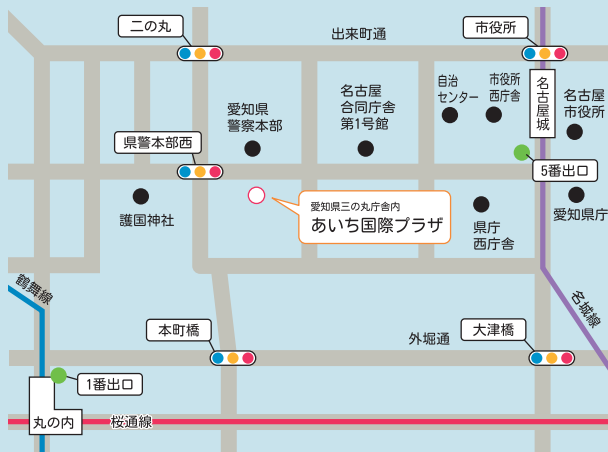 二の丸
出来町通
市役所
自治
センター
市役所
西庁舎
名古屋城
名古屋
市役所
愛知県
警察本部
名古屋
合同庁舎
第1号館
県警本部西
5番出口
護国神社
愛知県三の丸庁舎内
あいち国際プラザ
県庁
西庁舎
愛知県庁
鶴舞線
名城線
本町橋
外堀通
大津橋
1番出口
丸の内
桜通線